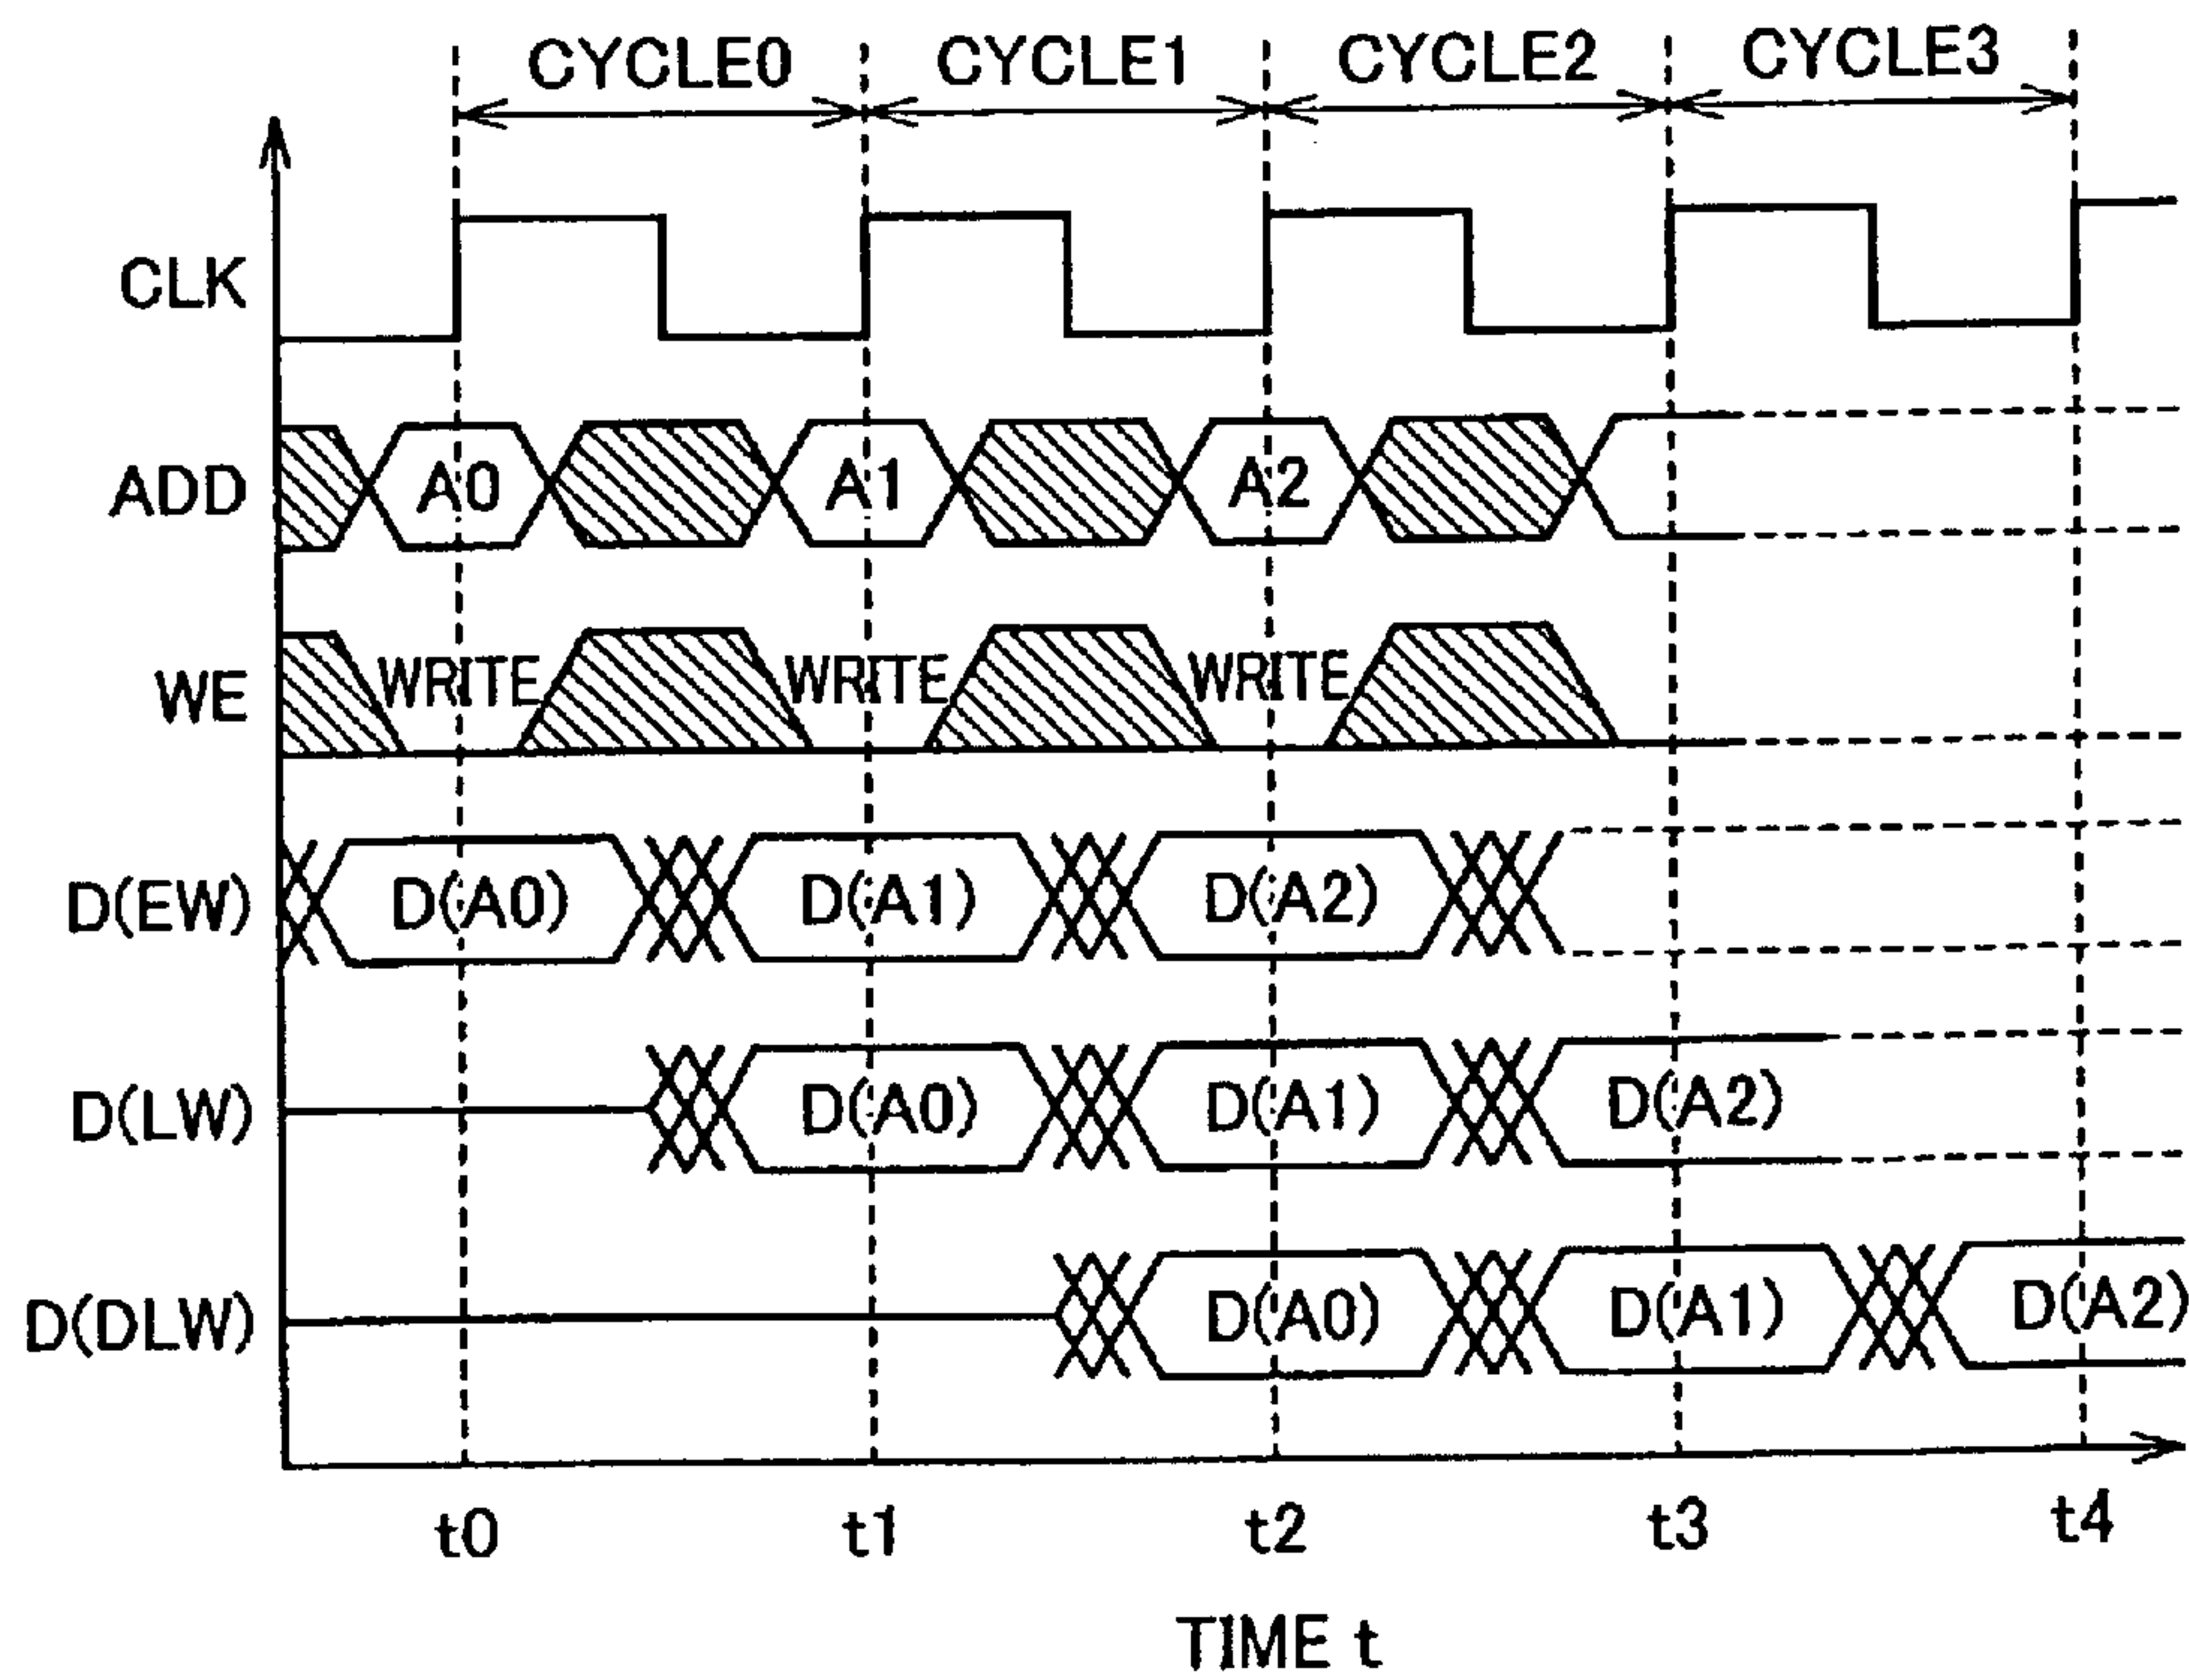 CYCLE0 CYCLE1 CYCLE2 CYCLE3
CLK
ADD A0 A1 A2
WE WRITE WRITE WRITE
D(EW) D(A0) D(A1) D(A2)
D(LW) D(A0) D(A1) D(A2)
D(DLW) D(A0) D(A1) D(A2)
t0 t1 t2 t3 t4
TIME t